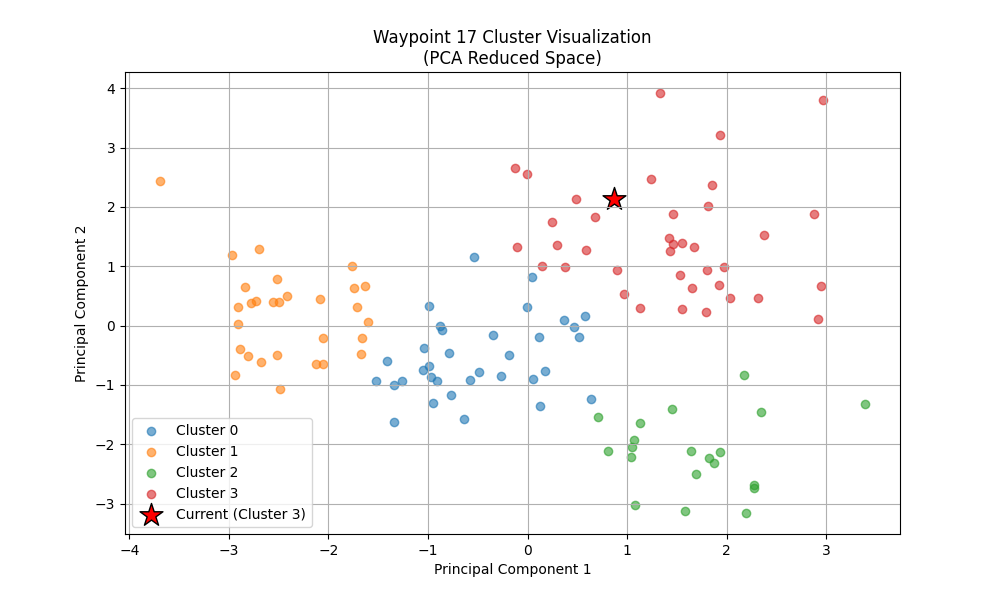 Waypoint 17 Cluster Visualization
(PCA Reduced Space)
Principal Component 2
4
3
2
1
0
−1
−2
−3
Cluster 0
Cluster 1
Cluster 2
Cluster 3
Current (Cluster 3)
−4 −3 −2 −1 0 1 2 3
Principal Component 1